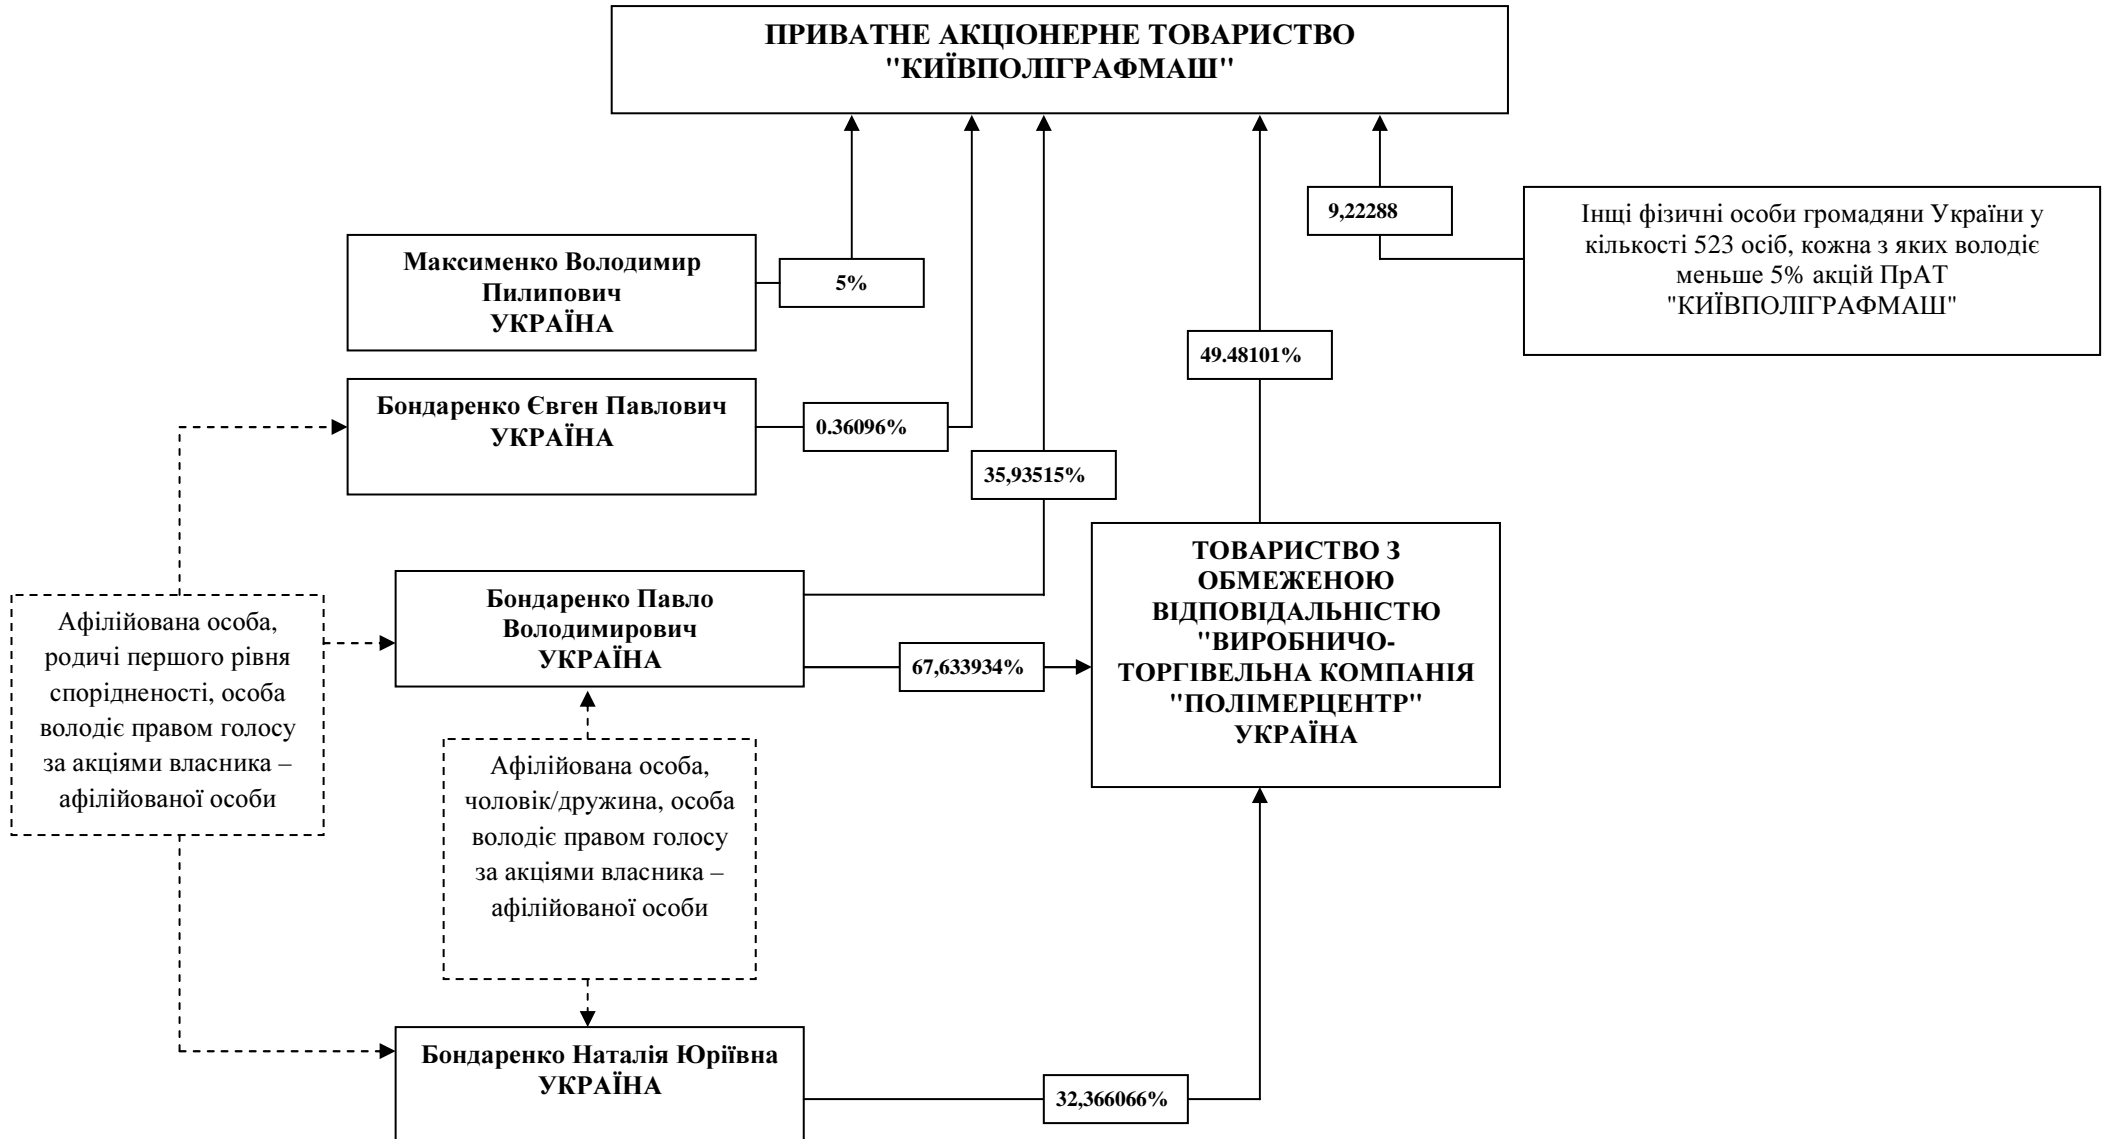 ПРИВАТНЕ АКЦІОНЕРНЕ ТОВАРИСТВО
"КИЇВПОЛІГРАФМАШ"
9,22288
Інщі фізичні особи громадяни України у
кількості 523 осіб, кожна з яких володіє
меньше 5% акцій ПрАТ
"КИЇВПОЛІГРАФМАШ"
Максименко Володимир
Пилипович
УКРАЇНА
5%
49.48101%
Бондаренко Євген Павлович
УКРАЇНА
0.36096%
35,93515%
ТОВАРИСТВО З
ОБМЕЖЕНОЮ
ВІДПОВІДАЛЬНІСТЮ
"ВИРОБНИЧО-
ТОРГІВЕЛЬНА КОМПАНІЯ
"ПОЛІМЕРЦЕНТР"
УКРАЇНА
Бондаренко Павло
Володимирович
УКРАЇНА
67,633934%
Афілійована особа,
родичі першого рівня
спорідненості, особа
володіє правом голосу
за акціями власника –
афілійованої особи
Афілійована особа,
чоловік/дружина, особа
володіє правом голосу
за акціями власника –
афілійованої особи
Бондаренко Наталія Юріївна
УКРАЇНА
32,366066%